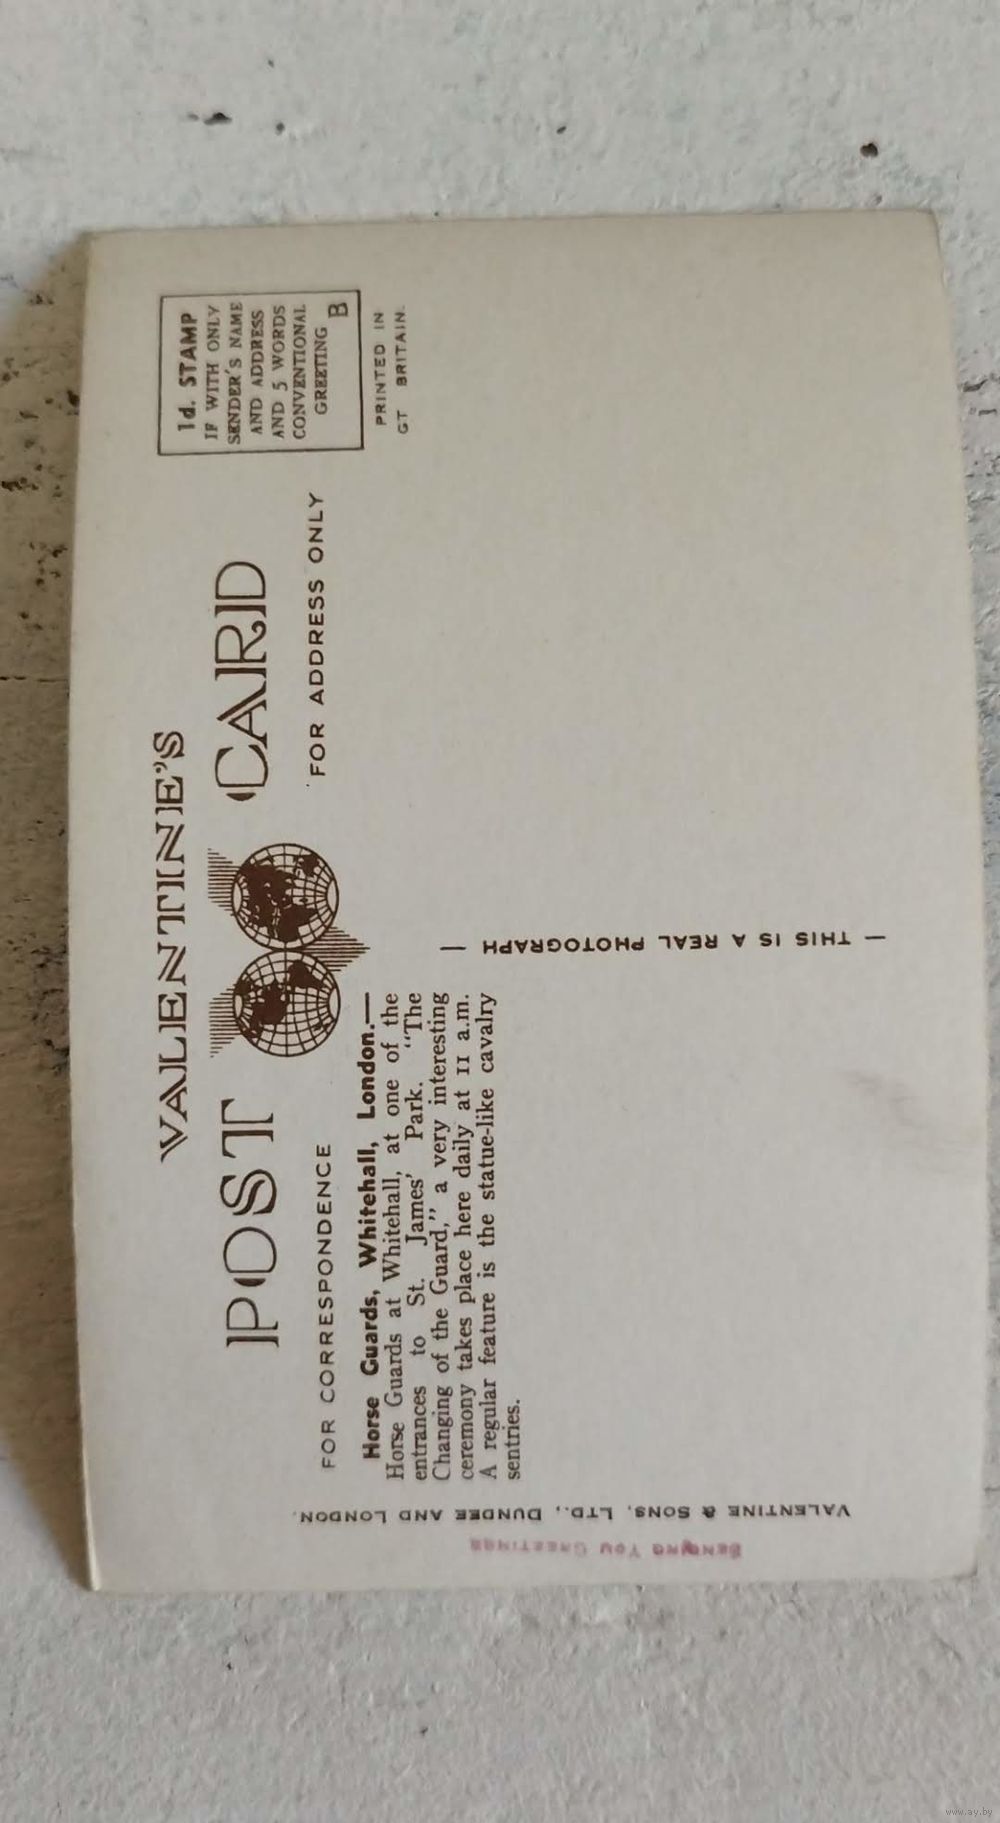 VALENTINE'S
POST CARD
1d. STAMP
IF WITH ONLY
SENDER'S NAME
AND ADDRESS
AND 5 WORDS
CONVENTIONAL
GREETING
B
PRINTED IN
GT BRITAIN.
FOR CORRESPONDENCE
FOR ADDRESS ONLY
Horse Guards, Whitehall, London.—
Horse Guards at Whitehall, at one of the
entrances to St. James' Park. "The
Changing of the Guard," a very interesting
ceremony takes place here daily at 11 a.m.
A regular feature is the statue-like cavalry
sentries.
— THIS IS A REAL PHOTOGRAPH —
VALENTINE & SONS, LTD., DUNDEE AND LONDON.
SENDING YOU GREETINGS
www.ay.by